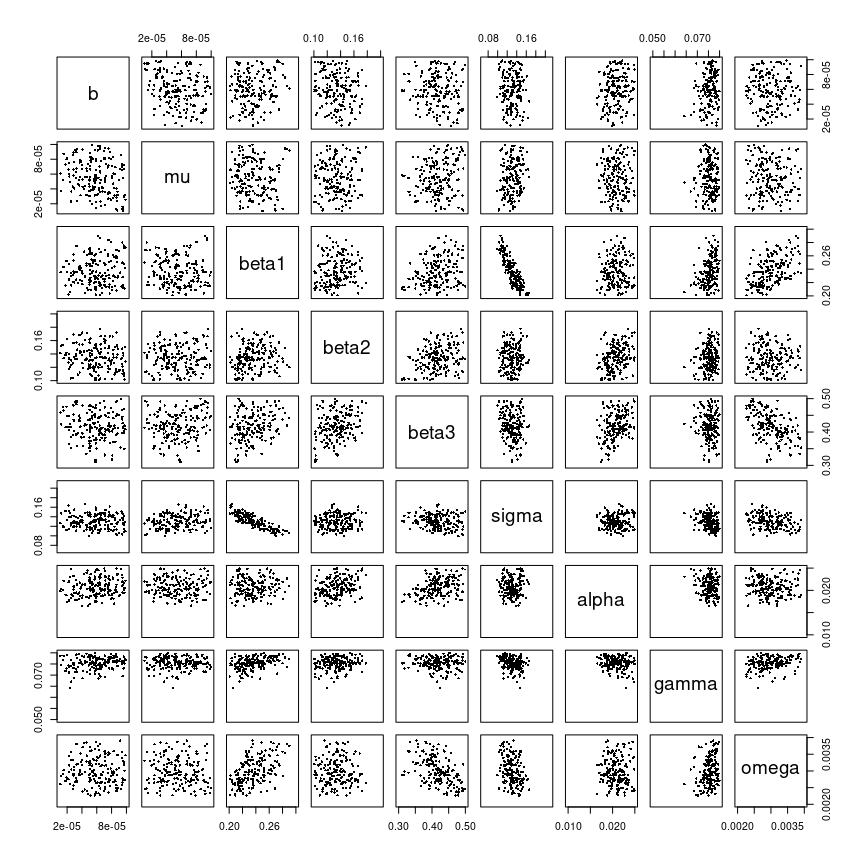 2e-05 8e-05 0.10 0.16 0.08 0.16 0.050 0.070
b
2e-05 8e-05
mu
2e-05 8e-05
beta1
0.20 0.26
beta2
0.10 0.16
beta3
0.30 0.40 0.50
sigma
0.08 0.16
alpha
0.010 0.020
gamma
0.050 0.070
omega
0.0020 0.0035
2e-05 8e-05 0.20 0.26 0.30 0.40 0.50 0.010 0.020 0.0020 0.0035